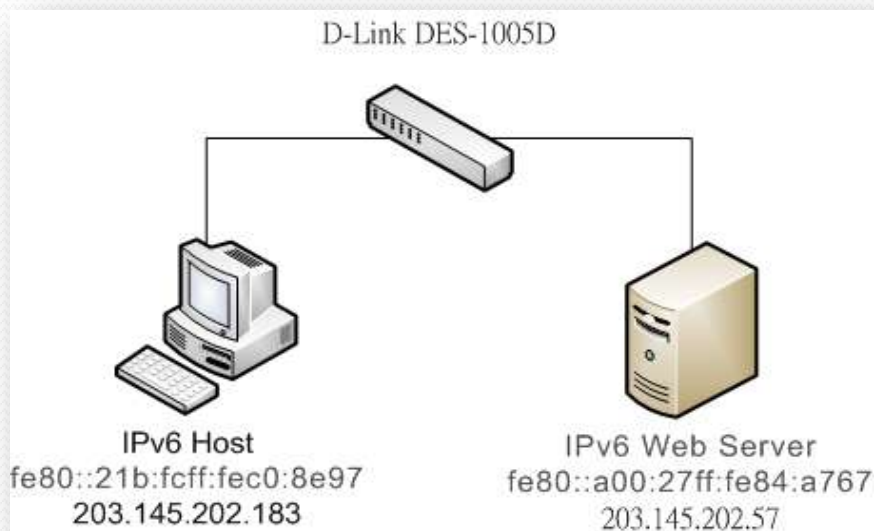 D-Link DES-1005D
IPv6 Host
fe80::21b:fcff:fec0:8e97
203.145.202.183
IPv6 Web Server
fe80::a00:27ff:fe84:a767
203.145.202.57